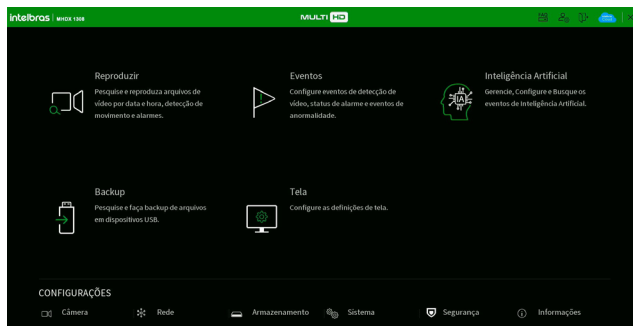 intelbras | MHDX 1308
MULTI HD
Reproduzir
Pesquise e reproduza arquivos de
vídeo por data e hora, detecção de
movimento e alarmes.
Eventos
Configure eventos de detecção de
vídeo, status de alarme e eventos de
anormalidade.
IA
Inteligência Artificial
Gerencie, Configure e Busque os
eventos de Inteligência Artificial.
Backup
Pesquise e faça backup de arquivos
em dispositivos USB.
Tela
Configure as definições de tela.
CONFIGURAÇÕES
Câmera
Rede
Armazenamento
Sistema
Segurança
Informações